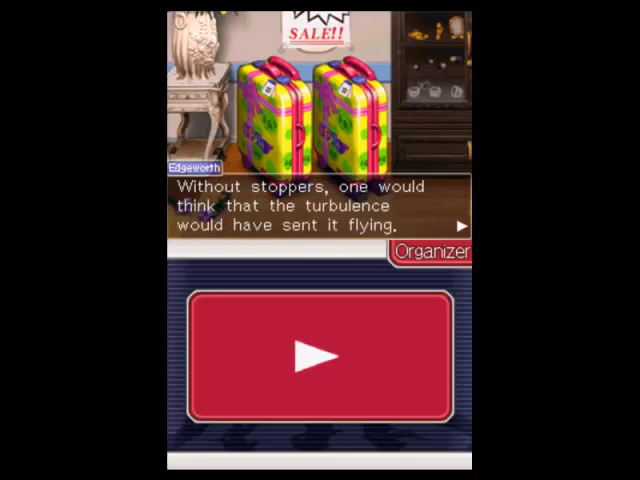 SALE!!
Edgeworth
Without stoppers, one would
think that the turbulence
would have sent it flying.
Organizer